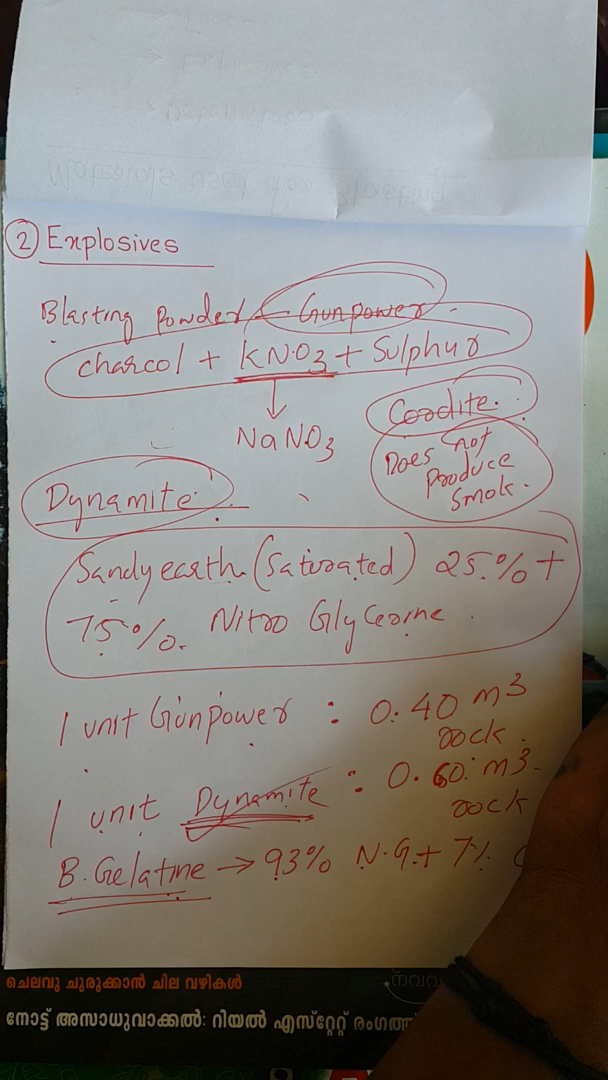 ② Explosives
Blasting Powder – Gunpower
charcol + KNO3 + Sulphur
NaNO3
Cordite.
Does not
Produce
Smok.
Dynamite.
Sandy earth (Saturated) 25% +
75%. Nitro Glycerine.
1 unit Gunpower : 0.40 m3
rock.
1 unit Dynamite : 0.60 m3.
rock
B. Gelatine → 93% N.G. + 7%
ചെലവു ചുരുക്കാൻ ചില വഴികൾ
നോട്ട് അസാധുവാക്കൽ: റിയൽ എസ്റ്റേറ്റ് രംഗത്ത്